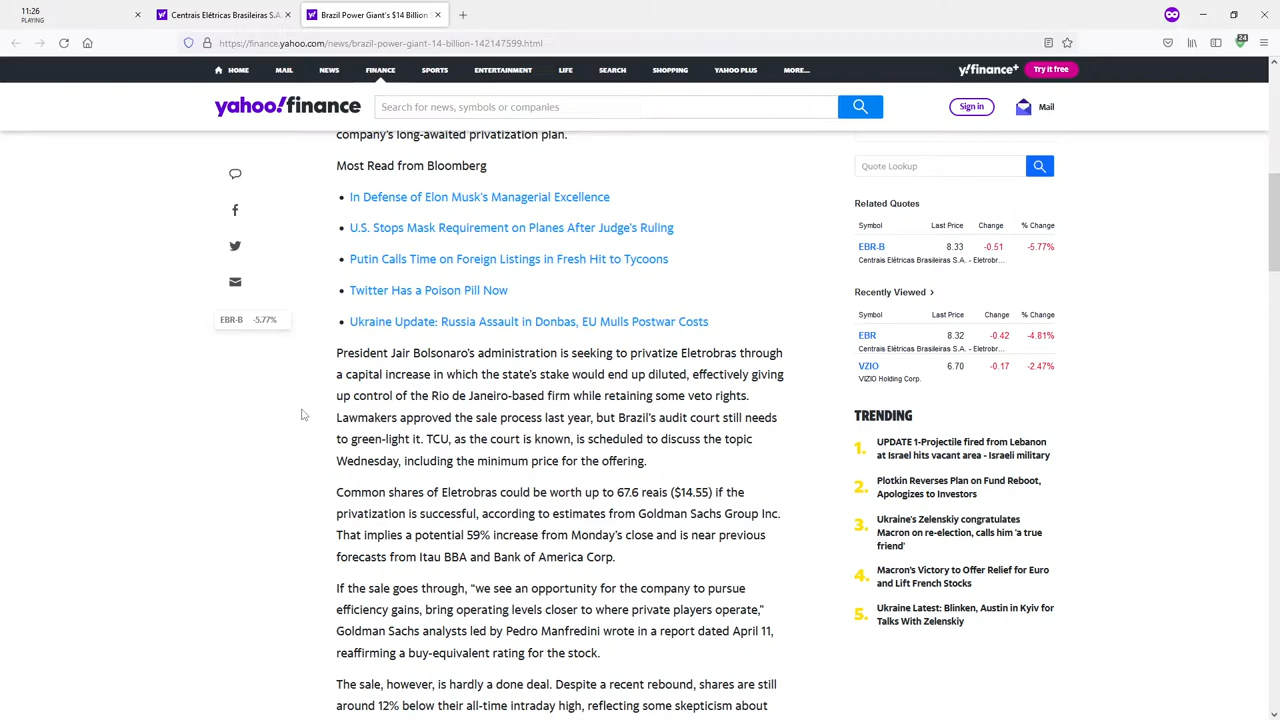 11:26
PLAYING
Centrais Elétricas Brasileiras S.A.
Brazil Power Giant's $14 Billion S
24
https://finance.yahoo.com/news/brazil-power-giant-14-billion-142147599.html
HOME MAIL NEWS FINANCE SPORTS ENTERTAINMENT LIFE SEARCH SHOPPING YAHOO PLUS MORE... y!finance+ Try it free
yahoo!finance Search for news, symbols or companies Sign in Mail
company's long-awaited privatization plan.
Most Read from Bloomberg
• In Defense of Elon Musk's Managerial Excellence
• U.S. Stops Mask Requirement on Planes After Judge's Ruling
• Putin Calls Time on Foreign Listings in Fresh Hit to Tycoons
• Twitter Has a Poison Pill Now
• Ukraine Update: Russia Assault in Donbas, EU Mulls Postwar Costs
EBR-B -5.77%
President Jair Bolsonaro's administration is seeking to privatize Eletrobras through
a capital increase in which the state's stake would end up diluted, effectively giving
up control of the Rio de Janeiro-based firm while retaining some veto rights.
Lawmakers approved the sale process last year, but Brazil's audit court still needs
to green-light it. TCU, as the court is known, is scheduled to discuss the topic
Wednesday, including the minimum price for the offering.
Common shares of Eletrobras could be worth up to 67.6 reais ($14.55) if the
privatization is successful, according to estimates from Goldman Sachs Group Inc.
That implies a potential 59% increase from Monday's close and is near previous
forecasts from Itau BBA and Bank of America Corp.
If the sale goes through, "we see an opportunity for the company to pursue
efficiency gains, bring operating levels closer to where private players operate,"
Goldman Sachs analysts led by Pedro Manfredini wrote in a report dated April 11,
reaffirming a buy-equivalent rating for the stock.
The sale, however, is hardly a done deal. Despite a recent rebound, shares are still
around 12% below their all-time intraday high, reflecting some skepticism about
Quote Lookup
Related Quotes
Symbol Last Price Change % Change
EBR-B 8.33 -0.51 -5.77%
Centrais Elétricas Brasileiras S.A. - Eletrobr...
Recently Viewed >
Symbol Last Price Change % Change
EBR 8.32 -0.42 -4.81%
Centrais Elétricas Brasileiras S.A. - Eletrobr...
VZIO 6.70 -0.17 -2.47%
VIZIO Holding Corp.
TRENDING
1. UPDATE 1-Projectile fired from Lebanon
at Israel hits vacant area - Israeli military
2. Plotkin Reverses Plan on Fund Reboot,
Apologizes to Investors
3. Ukraine's Zelenskiy congratulates
Macron on re-election, calls him 'a true
friend'
4. Macron's Victory to Offer Relief for Euro
and Lift French Stocks
5. Ukraine Latest: Blinken, Austin in Kyiv for
Talks With Zelenskiy